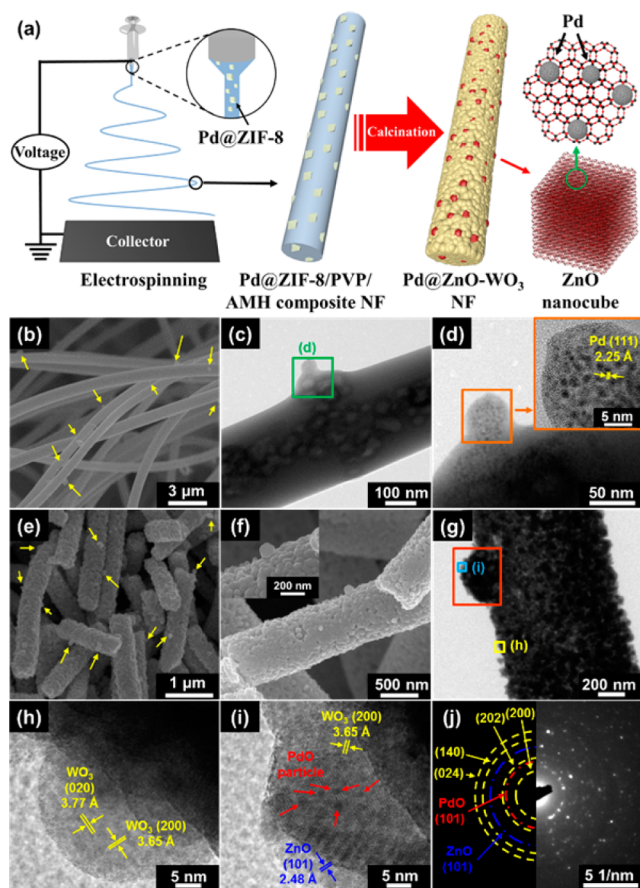 (a)
Pd
Pd@ZIF-8
Voltage
Calcination
Collector
Electrospinning
Pd@ZIF-8/PVP/
AMH composite NF
Pd@ZnO-WO₃
NF
ZnO
nanocube
(b)
3 μm
(c)
(d)
100 nm
(d)
Pd (111)
2.25 Å
5 nm
50 nm
(e)
1 μm
(f)
200 nm
500 nm
(g)
(i)
(h)
200 nm
(h)
WO₃
(020)
3.77 Å
WO₃ (200)
3.65 Å
5 nm
(i)
WO₃ (200)
3.65 Å
PdO
particle
ZnO
(101)
2.48 Å
5 nm
(j)
(200)
(202)
(140)
(024)
PdO
(101)
ZnO
(101)
5 1/nm